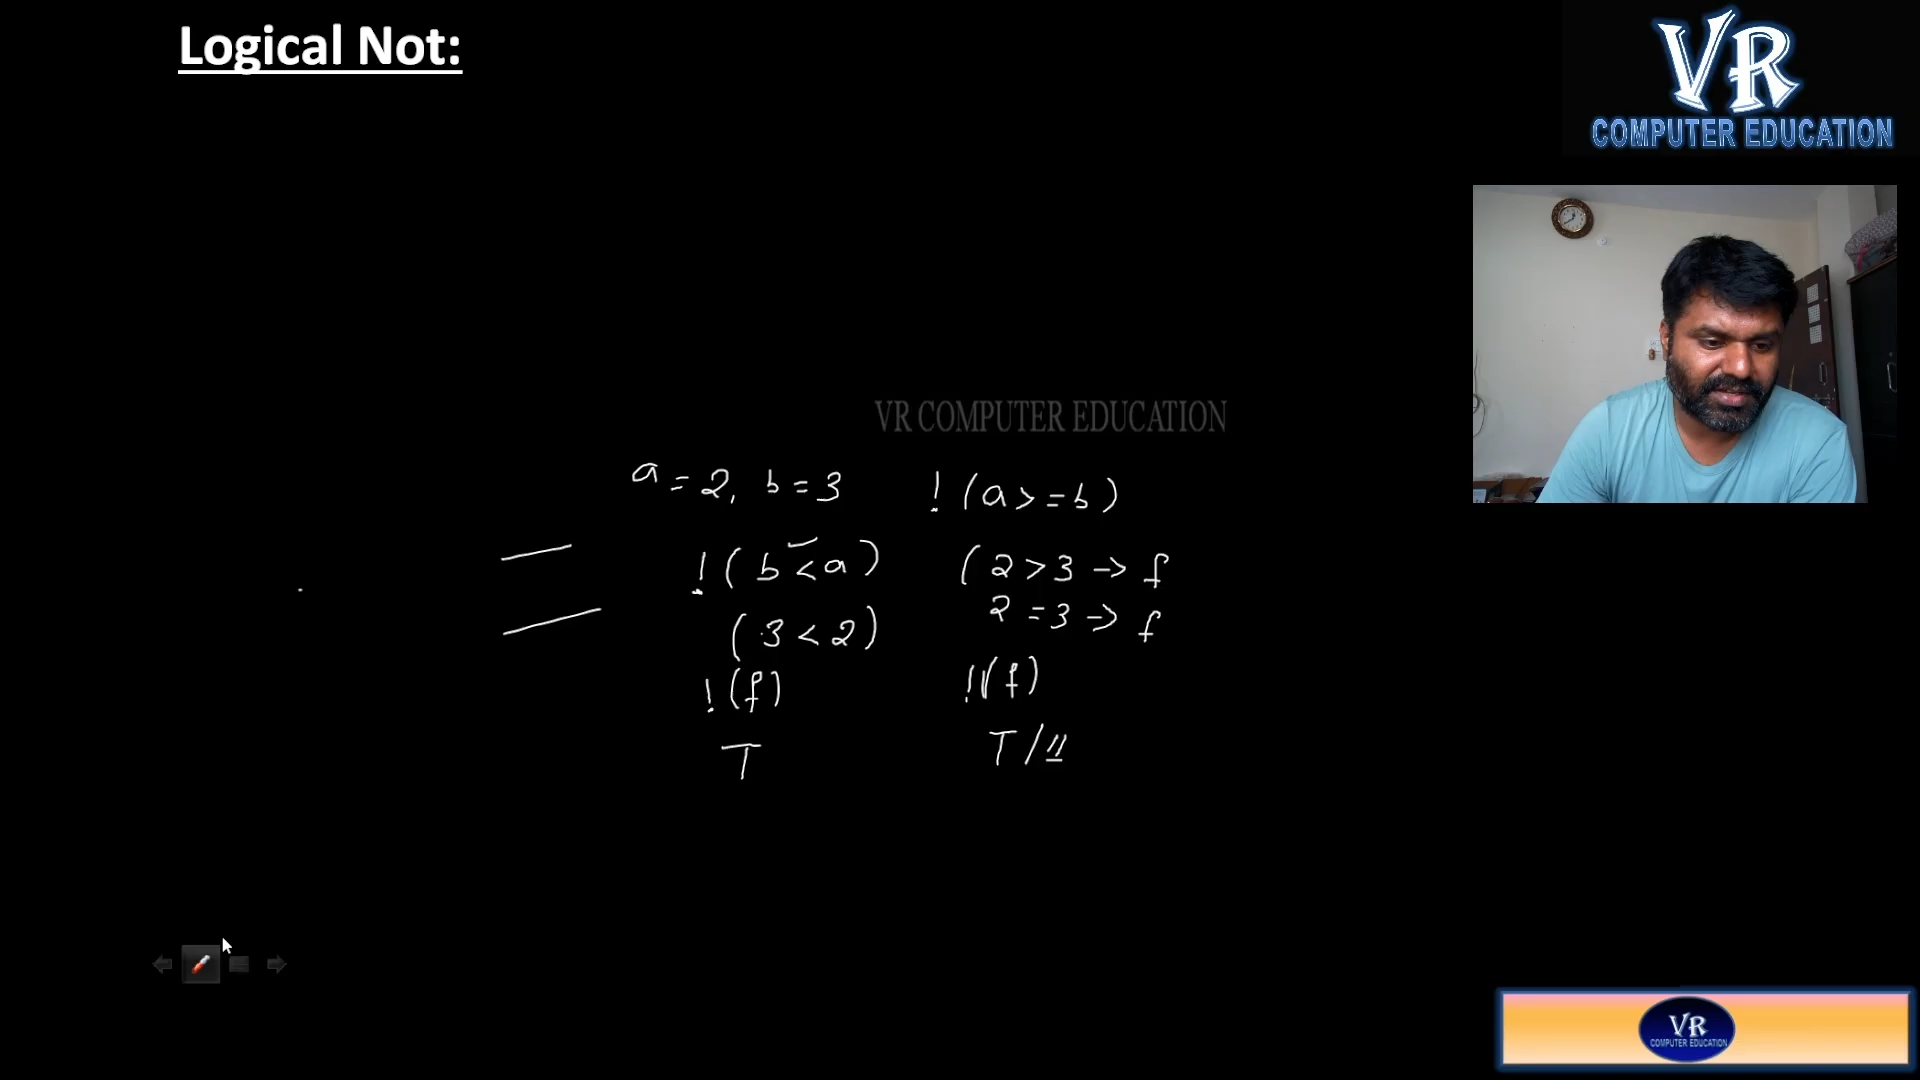 Logical Not:
VR
COMPUTER EDUCATION
VR COMPUTER EDUCATION
a = 2, b = 3
! (a > = b)
! ( b < a )
( 2 > 3 -> f
( 3 < 2 )
2 = 3 -> f
! (f)
! (f)
T
T / 11
VR
COMPUTER EDUCATION